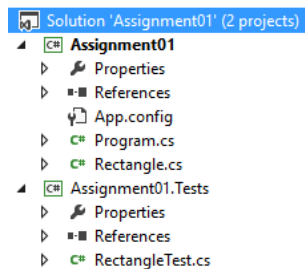 Solution 'Assignment01' (2 projects)
C# Assignment01
Properties
References
App.config
C# Program.cs
C# Rectangle.cs
C# Assignment01.Tests
Properties
References
C# RectangleTest.cs